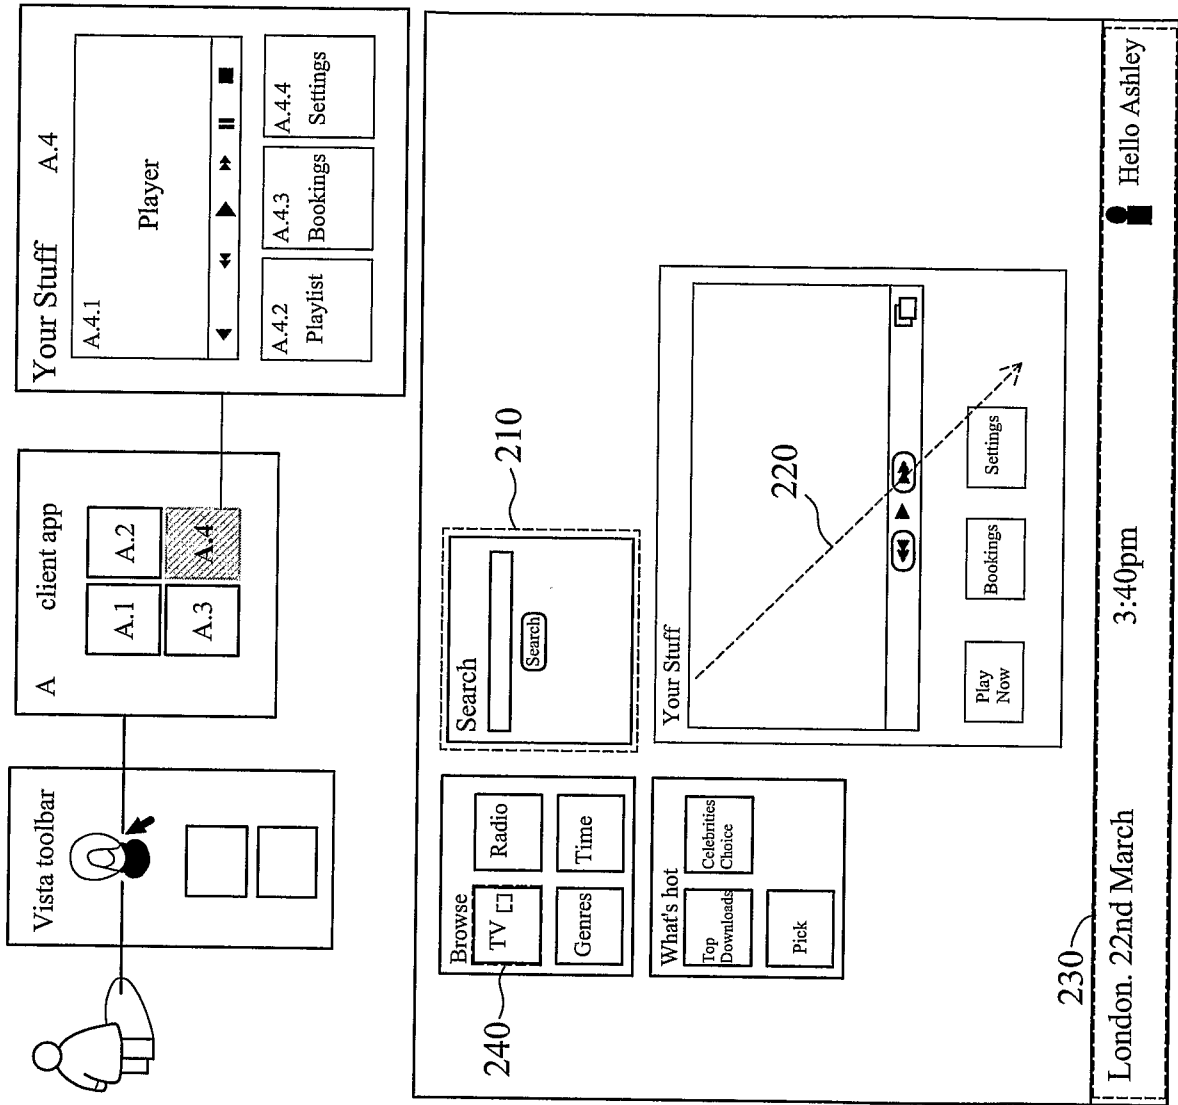 Vista toolbar
A
client app
A.1
A.2
A.3
A.4
Your Stuff
A.4
A.4.1
Player
A.4.2
Playlist
A.4.3
Bookings
A.4.4
Settings
Browse
TV
Radio
Genres
Time
240
Search
Search
210
What's hot
Top
Downloads
Celebrities
Choice
Pick
Your Stuff
220
Play
Now
Bookings
Settings
230
London. 22nd March
3:40pm
Hello Ashley